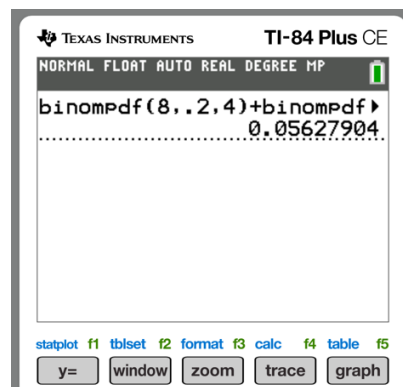 TEXAS INSTRUMENTS TI-84 Plus CE
NORMAL FLOAT AUTO REAL DEGREE MP
binompdf(8,.2,4)+binompdf▶
0.05627904
statplot f1 tblset f2 format f3 calc f4 table f5
y= window zoom trace graph